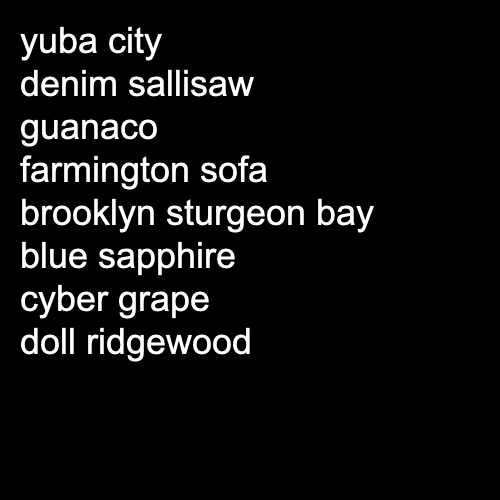 yuba city
denim sallisaw
guanaco
farmington sofa
brooklyn sturgeon bay
blue sapphire
cyber grape
doll ridgewood